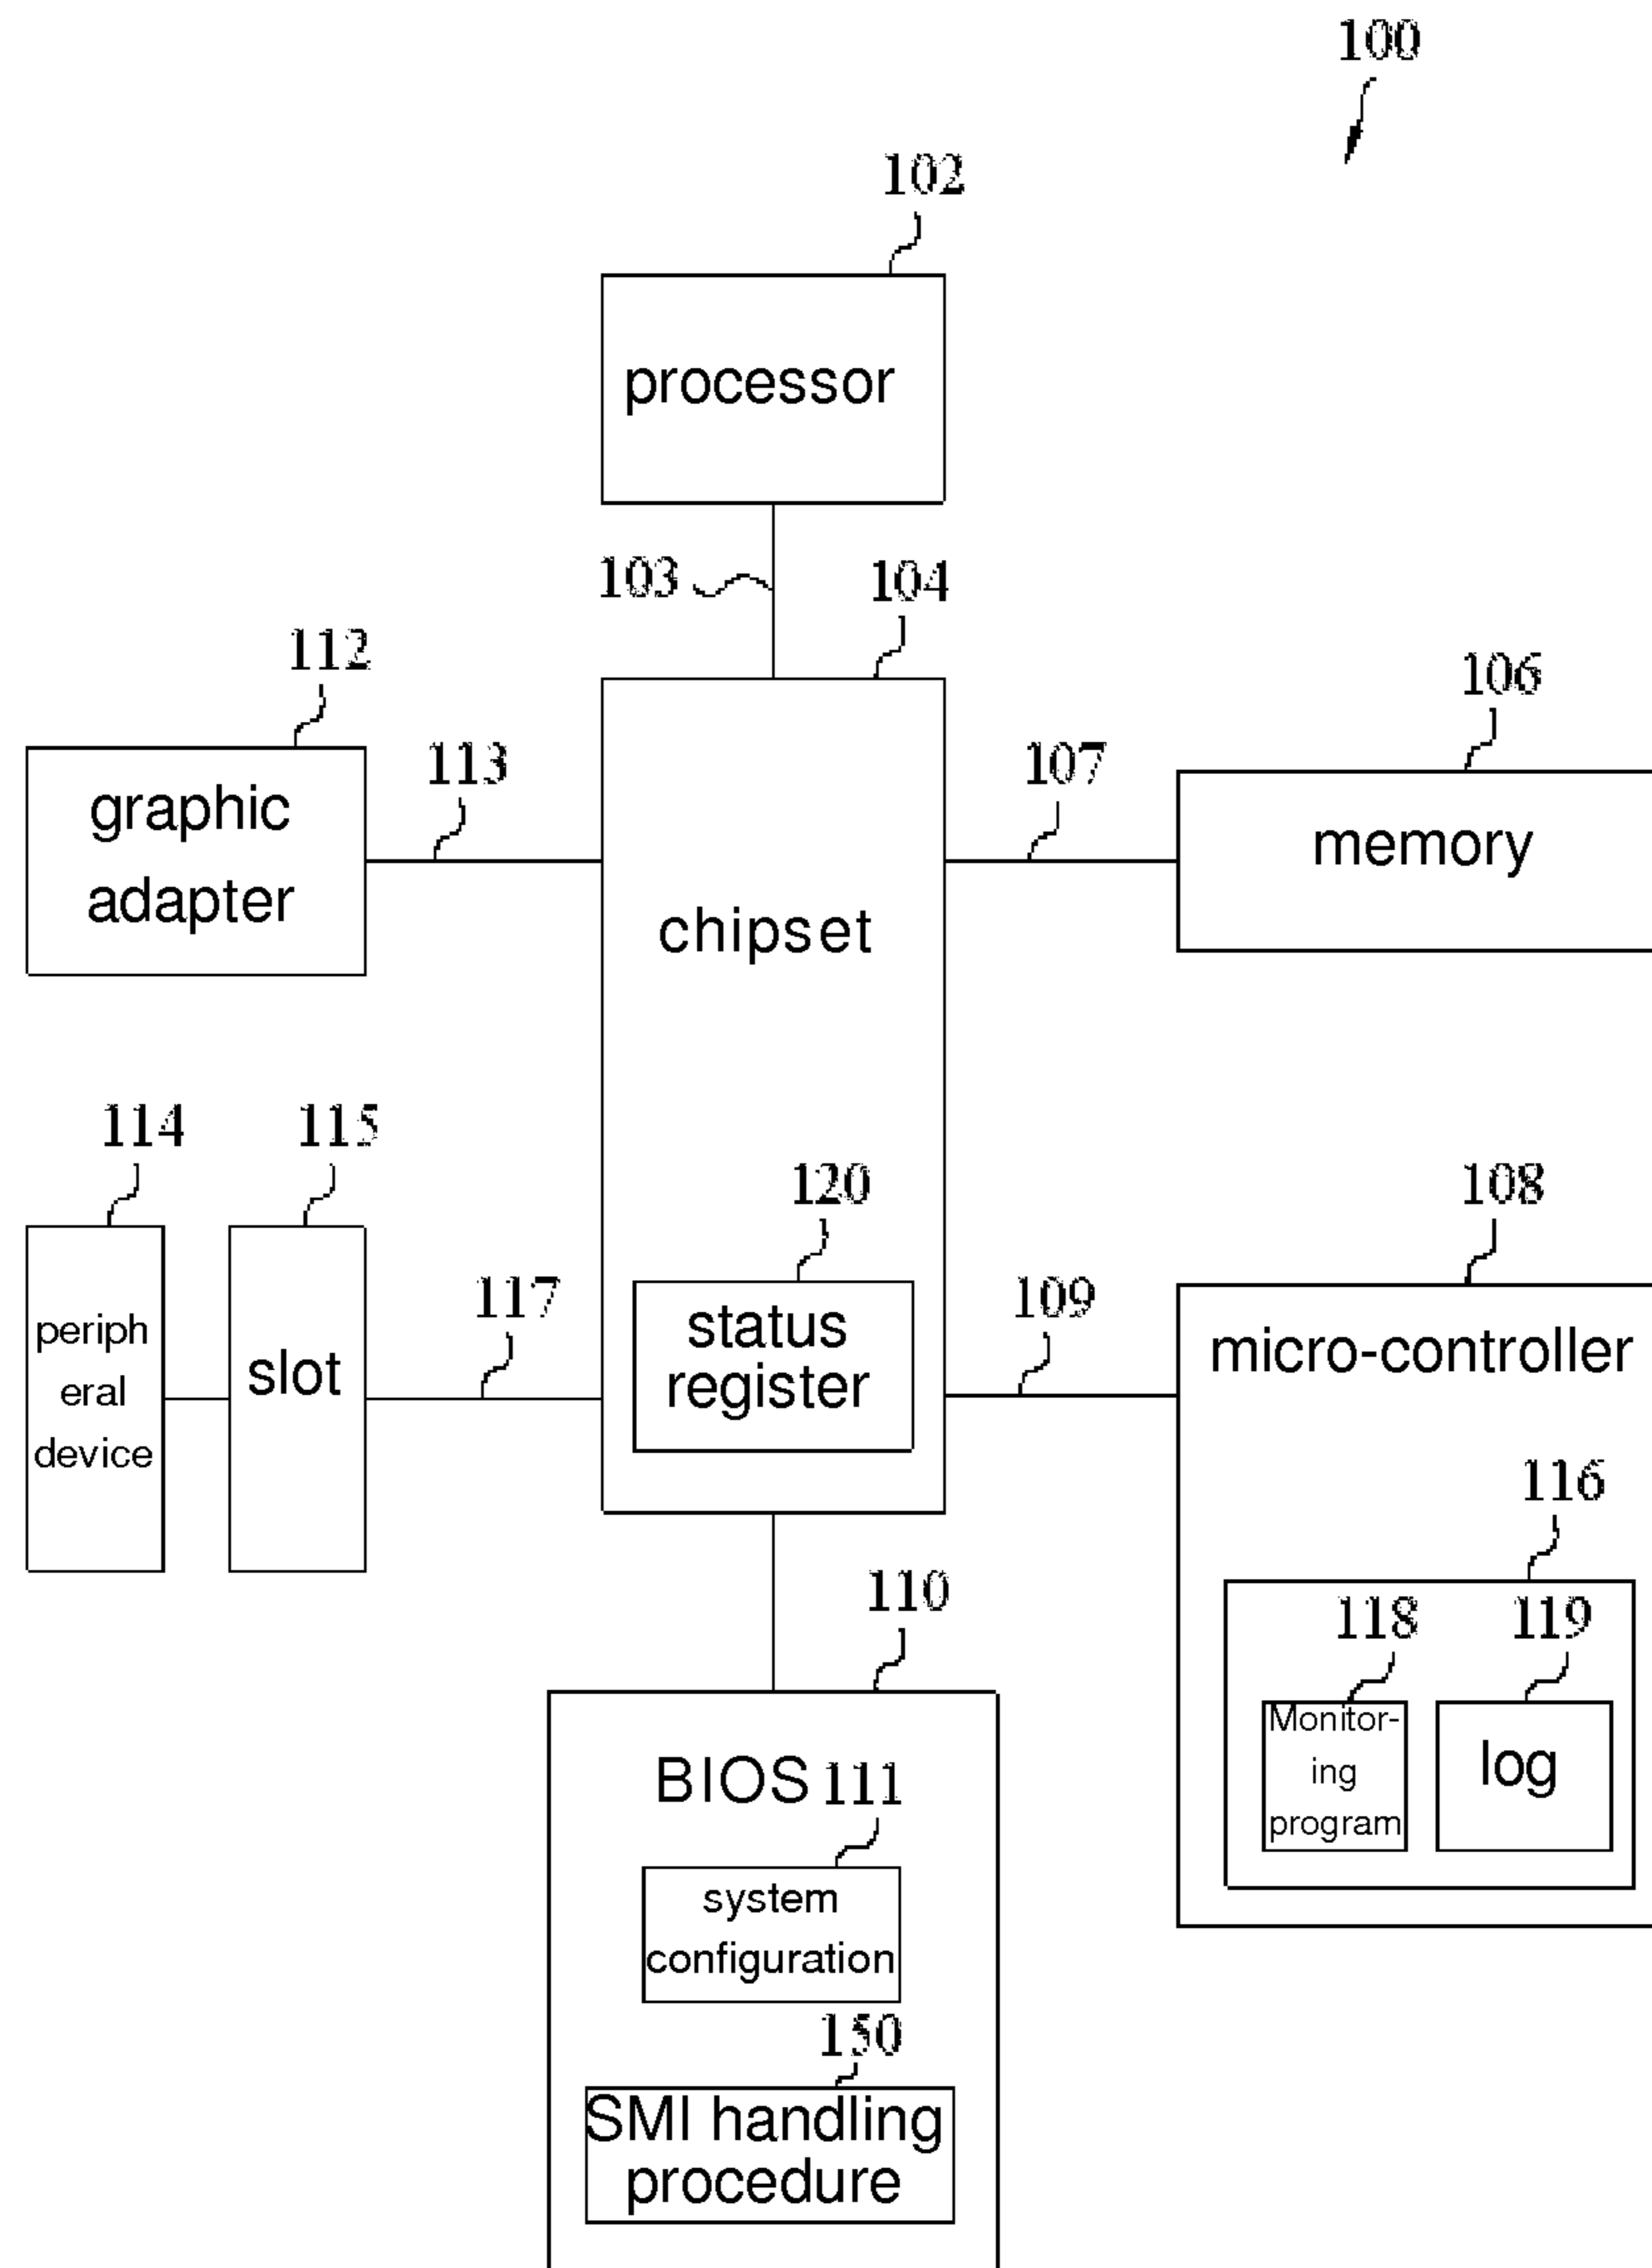 100
102
processor
103
104
112
106
113
107
graphic
adapter
memory
chipset
114
115
120
108
117
109
periph
eral
device
slot
status
register
micro-controller
116
110
118
119
Monitor-
ing
program
log
BIOS
111
system
configuration
150
SMI handling
procedure